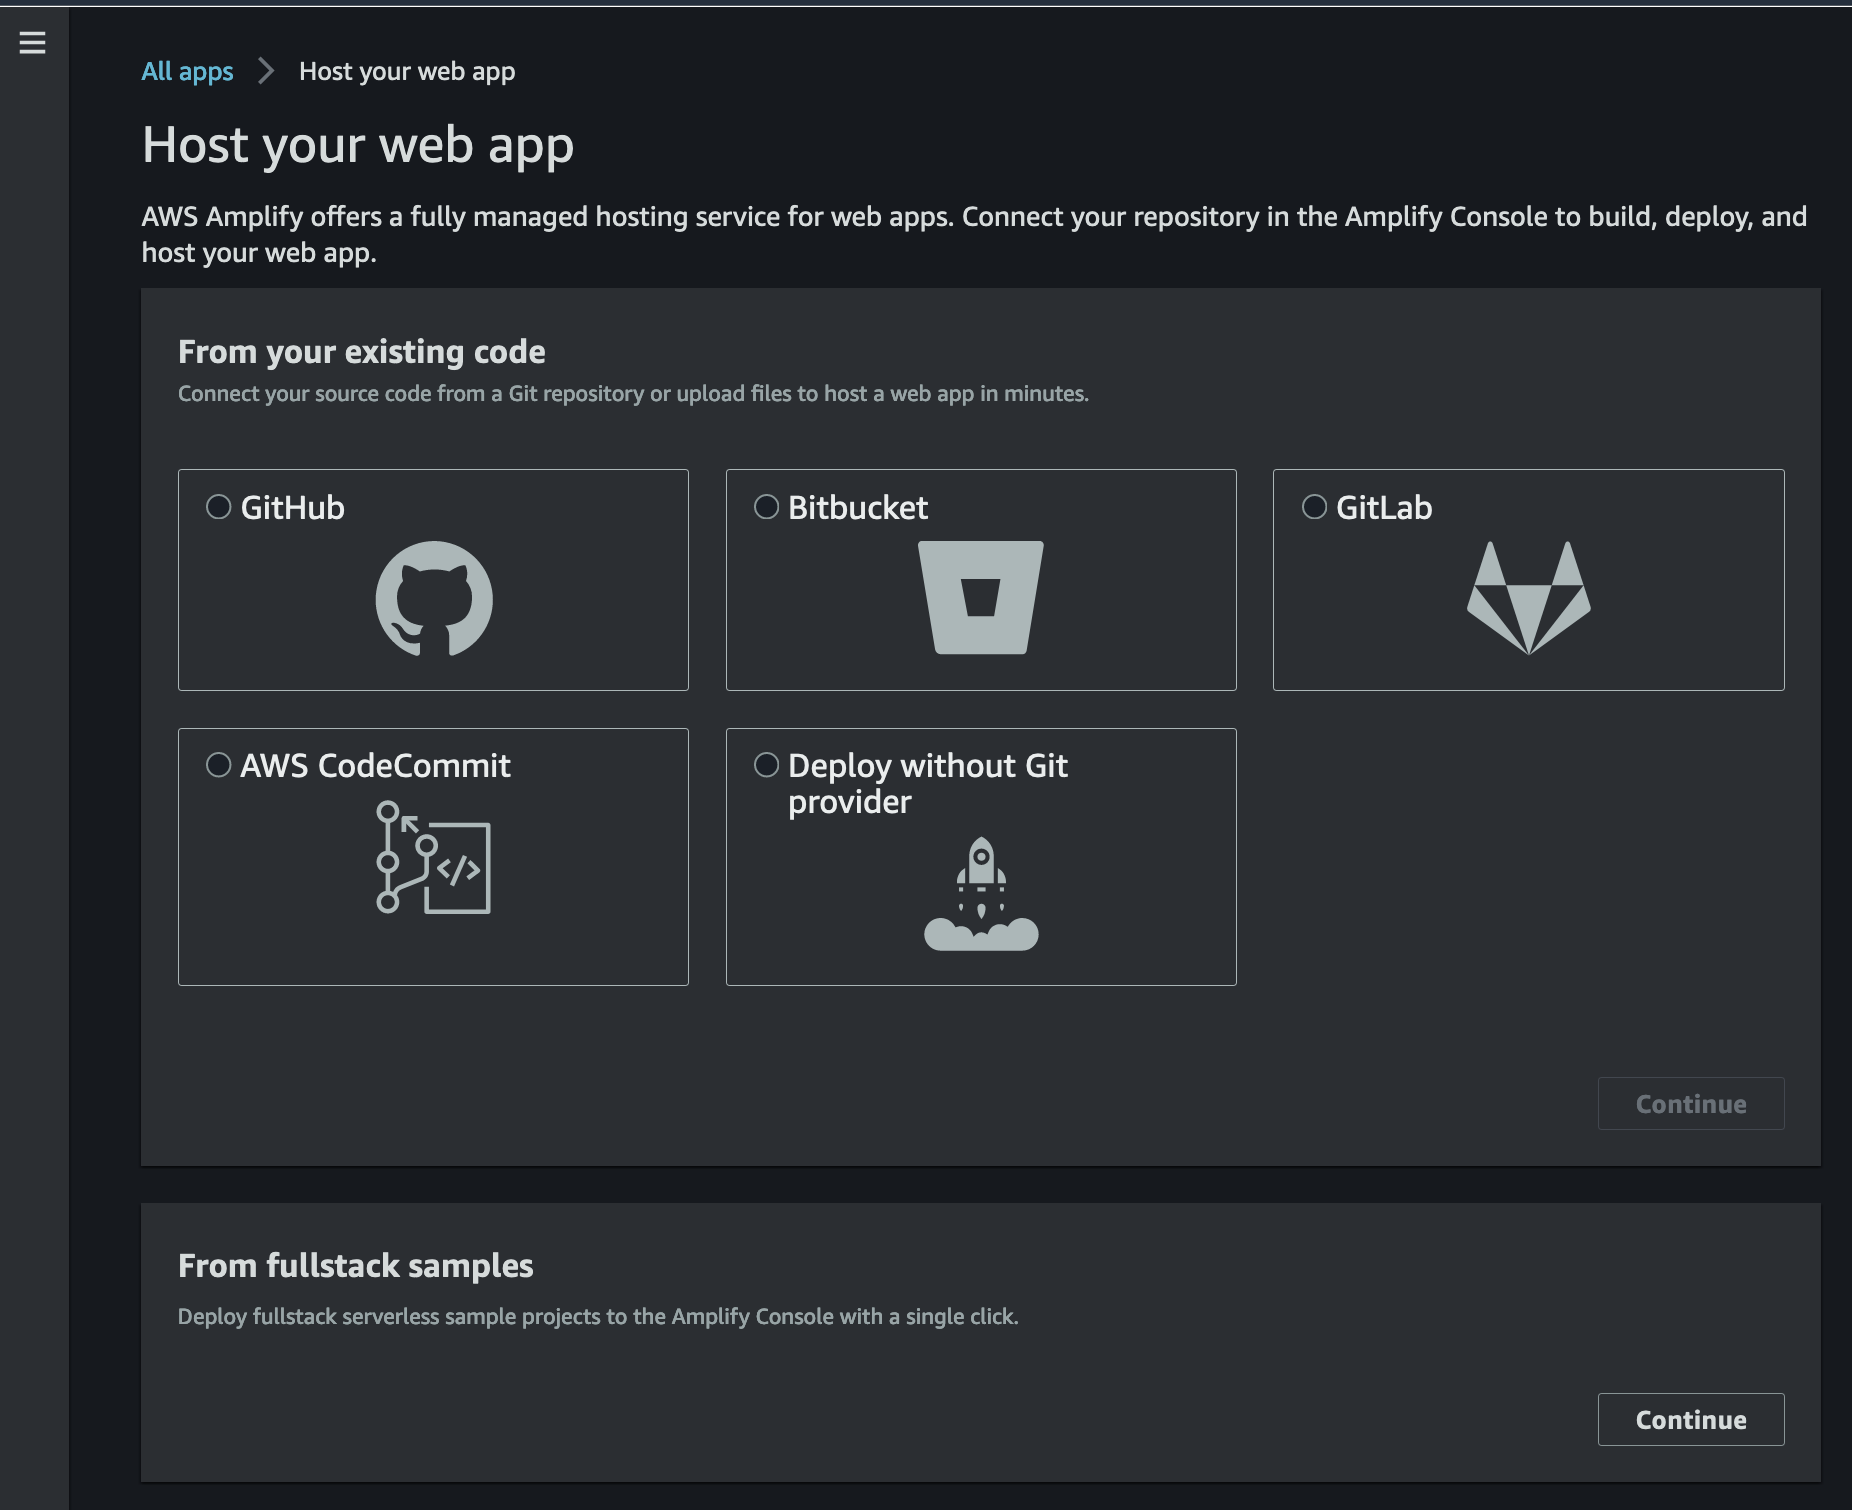 All apps
Host your web app
Host your web app
AWS Amplify offers a fully managed hosting service for web apps. Connect your repository in the Amplify Console to build, deploy, and
host your web app.
From your existing code
Connect your source code from a Git repository or upload files to host a web app in minutes.
GitHub
Bitbucket
GitLab
AWS CodeCommit
</>
Deploy without Git
provider
Continue
From fullstack samples
Deploy fullstack serverless sample projects to the Amplify Console with a single click.
Continue